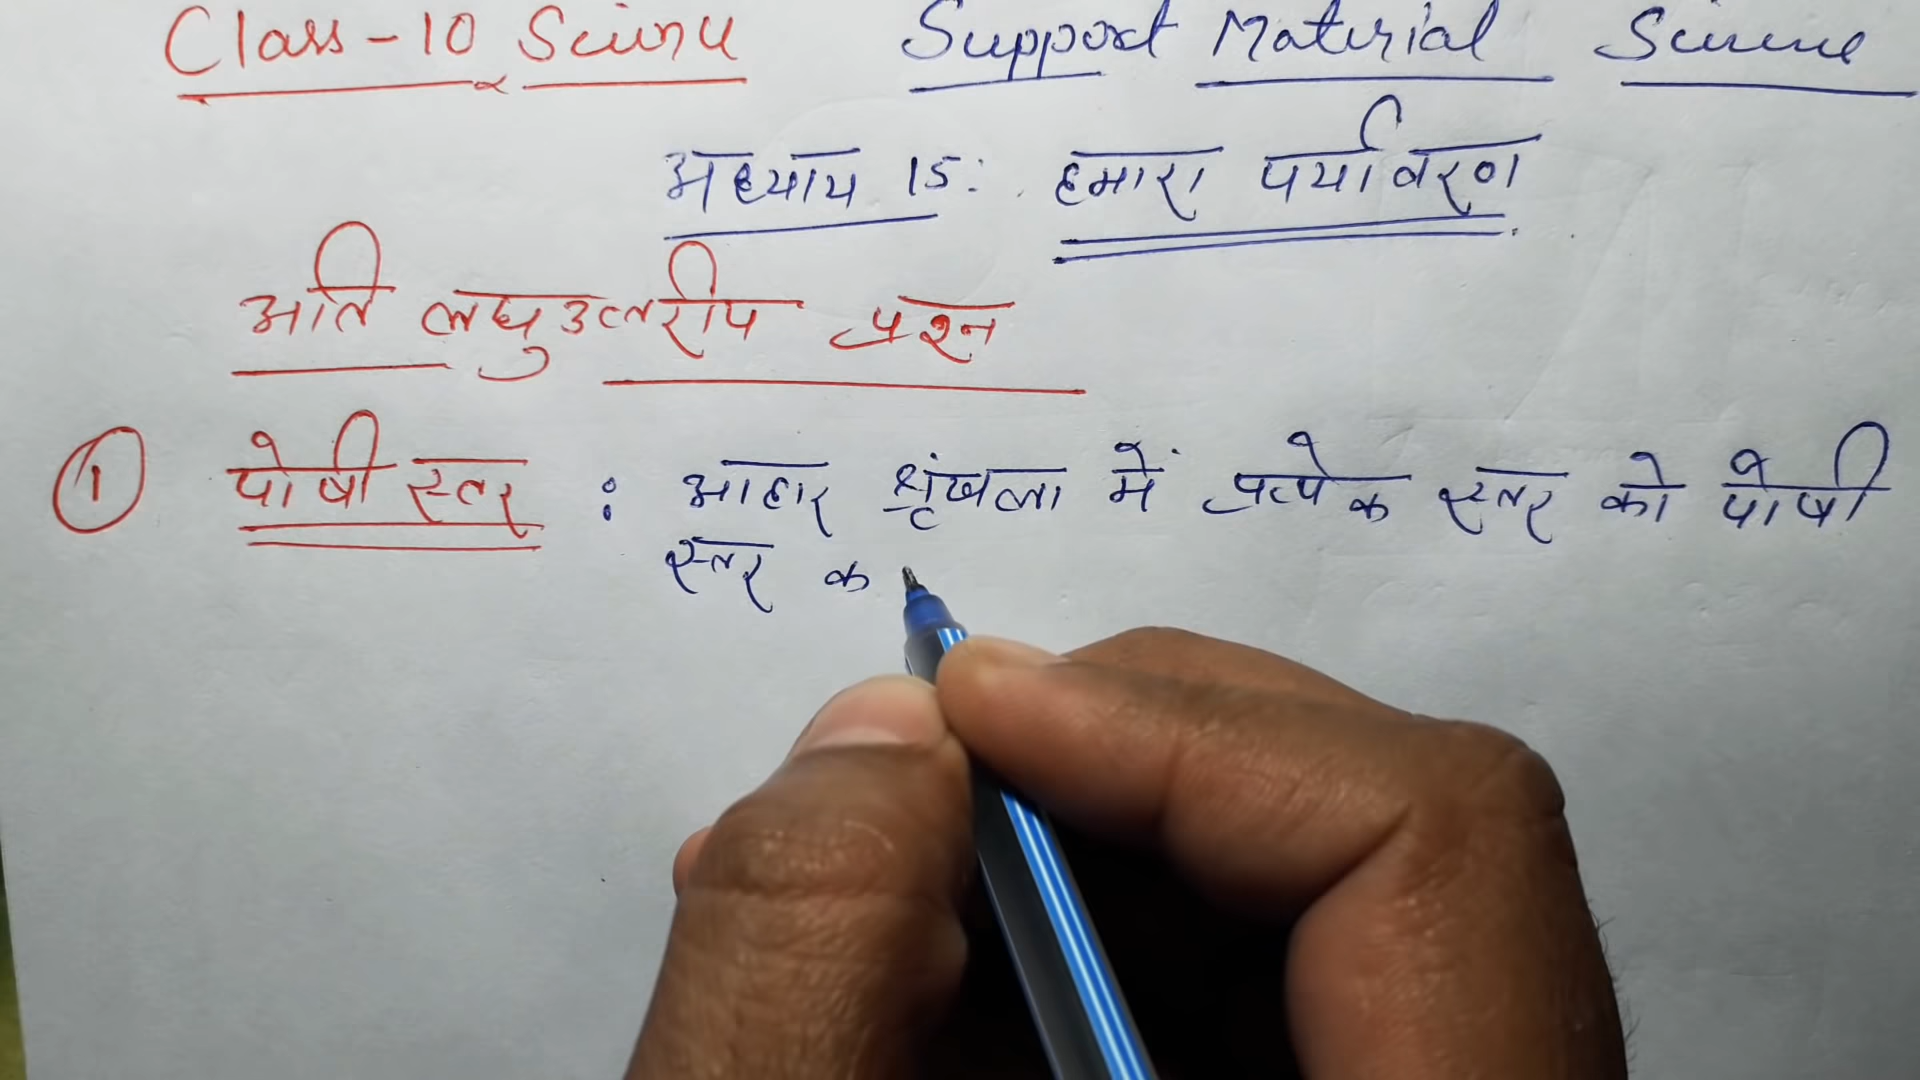 Class-10 Science Support Material Science
अध्याय 15: हमारा पर्यावरण
अति लघुउत्तरीय प्रश्न
① पोषी स्तर : आहार श्रृंखला में प्रत्येक स्तर को पोषी
स्तर क